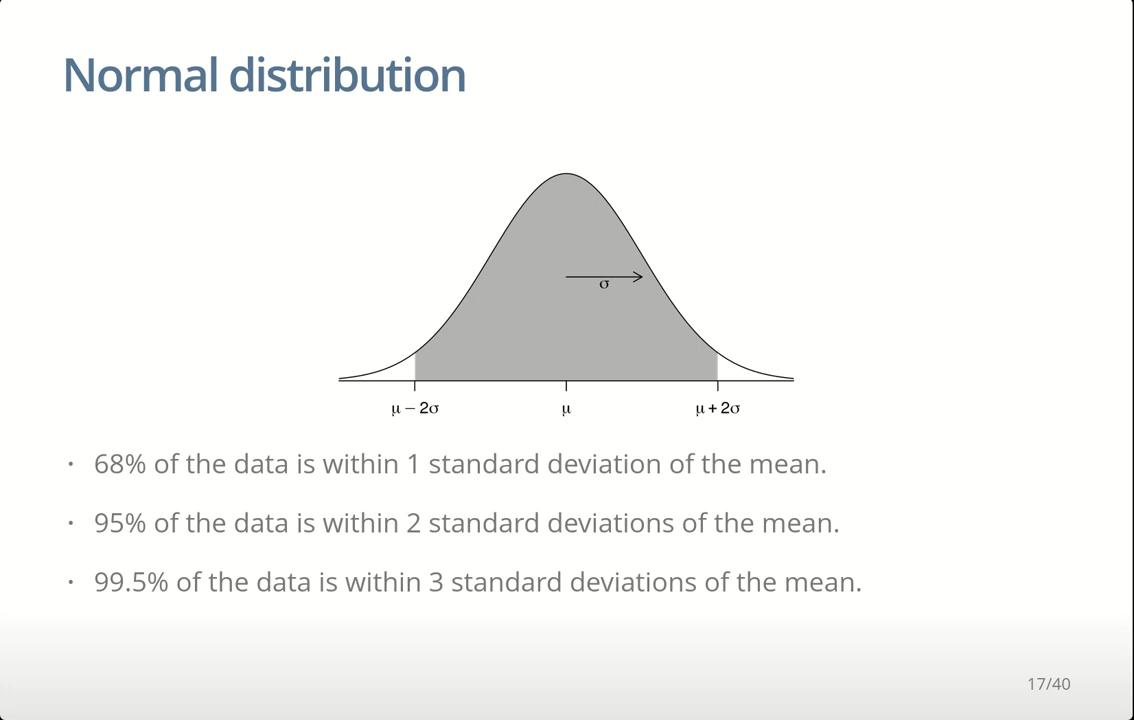 Normal distribution
σ
μ − 2σ
μ
μ + 2σ
· 68% of the data is within 1 standard deviation of the mean.
· 95% of the data is within 2 standard deviations of the mean.
· 99.5% of the data is within 3 standard deviations of the mean.
17/40